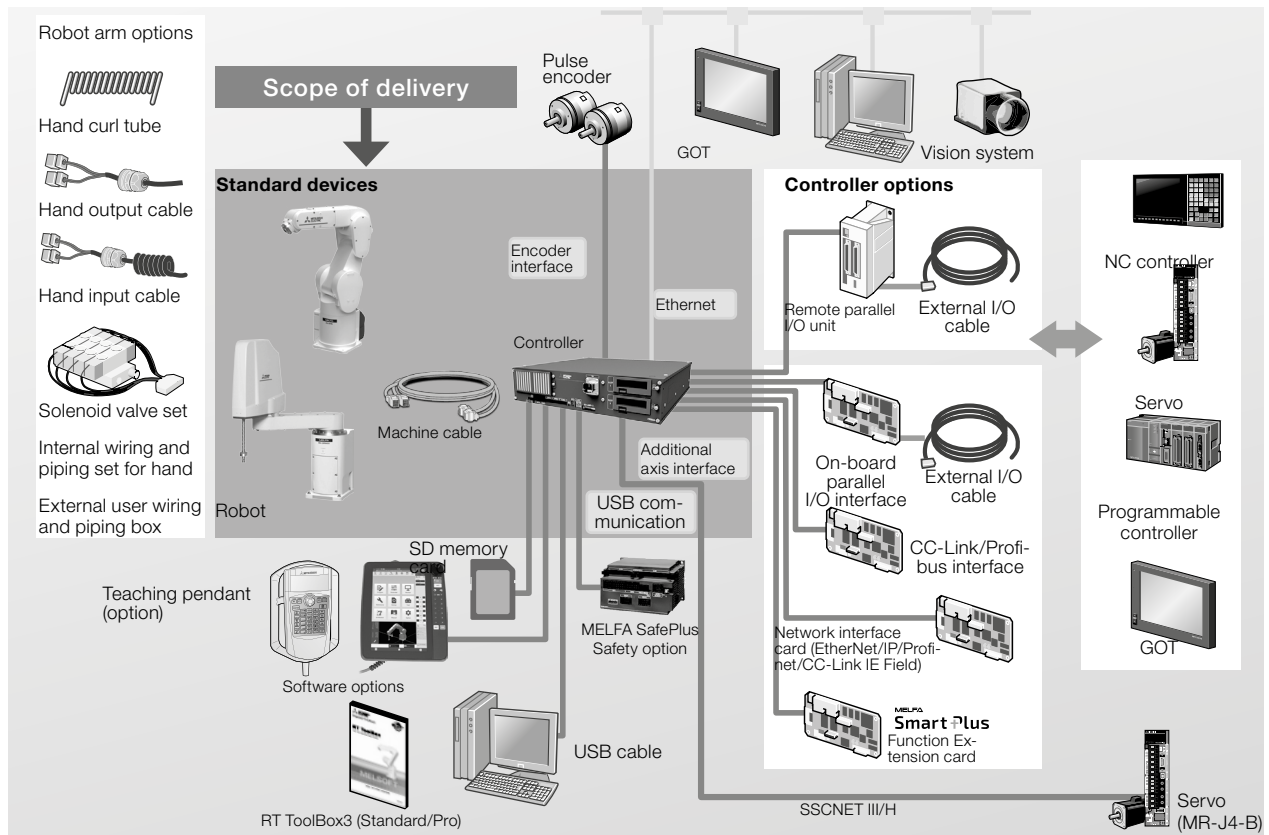 Robot arm options
Hand curl tube
Hand output cable
Hand input cable
Solenoid valve set
Internal wiring and
piping set for hand
External user wiring
and piping box
Scope of delivery
Pulse
encoder
GOT
Vision system
Standard devices
Encoder
interface
Ethernet
Controller
Machine cable
Additional
axis interface
USB com-
munication
Robot
Controller options
Remote parallel
I/O unit
External I/O
cable
On-board
parallel
I/O interface
External I/O
cable
CC-Link/Profi-
bus interface
Network interface
card (EtherNet/IP/Profi-
net/CC-Link IE Field)
MELFA
Smart Plus
Function Ex-
tension card
NC controller
Servo
Programmable
controller
GOT
Teaching pendant
(option)
SD memory
card
MELFA SafePlus
Safety option
Software options
RT ToolBox3
MELSOFT
USB cable
RT ToolBox3 (Standard/Pro)
SSCNET III/H
Servo
(MR-J4-B)